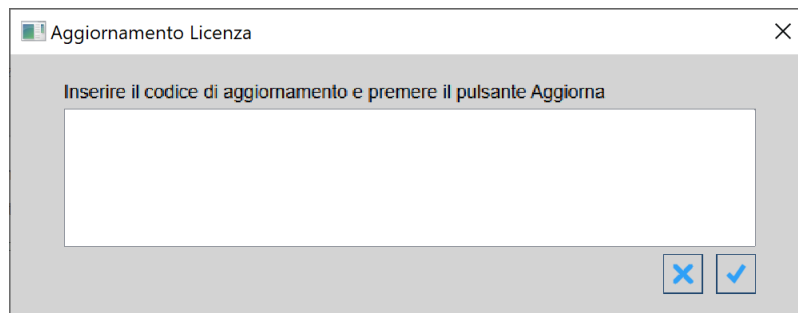 Aggiornamento Licenza
Inserire il codice di aggiornamento e premere il pulsante Aggiorna